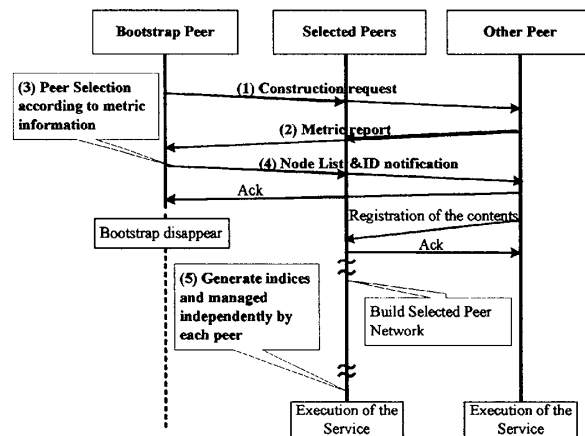 Bootstrap Peer
Selected Peers
Other Peer
(3) Peer Selection
according to metric
information
(1) Construction request
(2) Metric report
(4) Node List &ID notification
Ack
Registration of the contents
Bootstrap disappear
Ack
(5) Generate indices
and managed
independently by
each peer
Build Selected Peer
Network
Execution of the
Service
Execution of the
Service